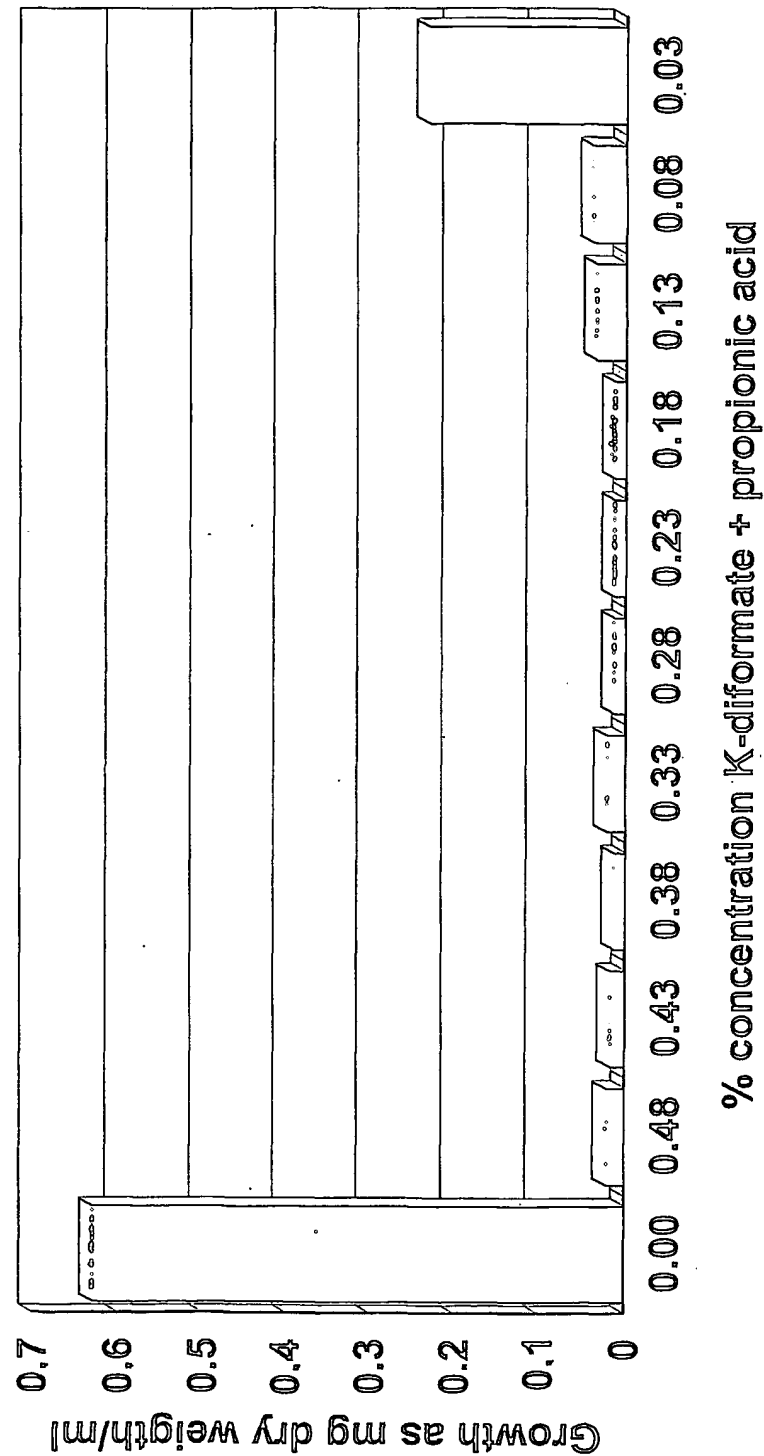 Growth as mg dry weigth/ml
0.7
0.6
0.5
0.4
0.3
0.2
0.1
0
0.00 0.48 0.43 0.38 0.33 0.28 0.23 0.18 0.13 0.08 0.03
% concentration K-diformate + propionic acid